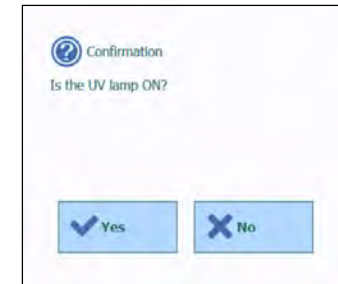 Confirmation
Is the UV lamp ON?
Yes
No